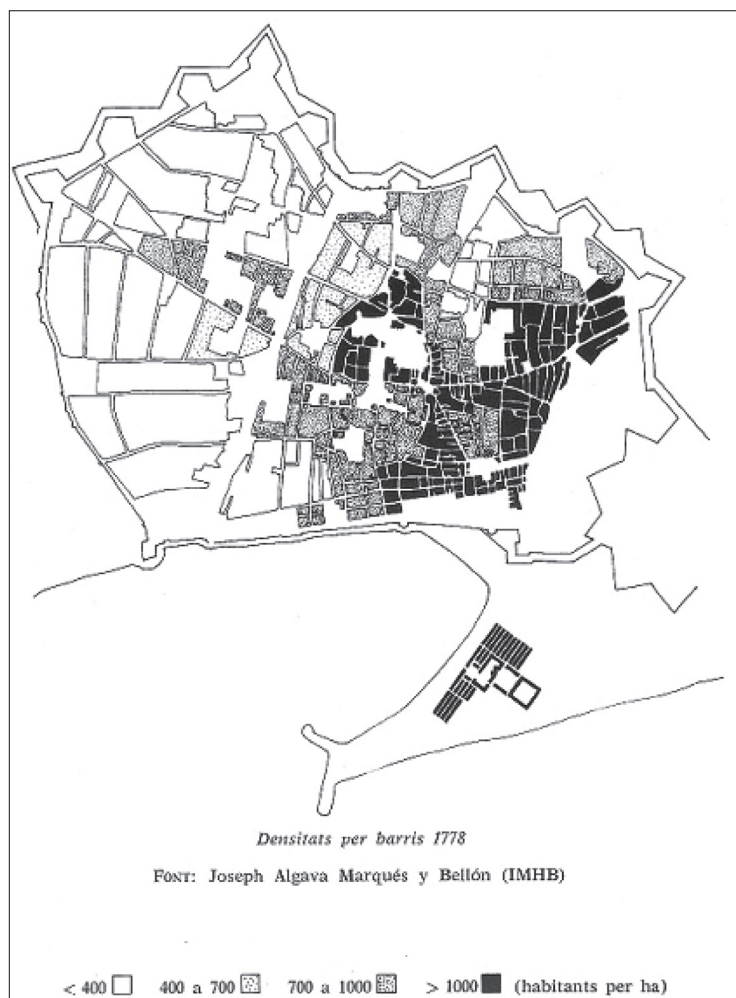 Densitats per barris 1778
FONT: Joseph Algava Marqués y Bellón (IMHB)
< 400 400 a 700 700 a 1000 > 1000 (habitants per ha)